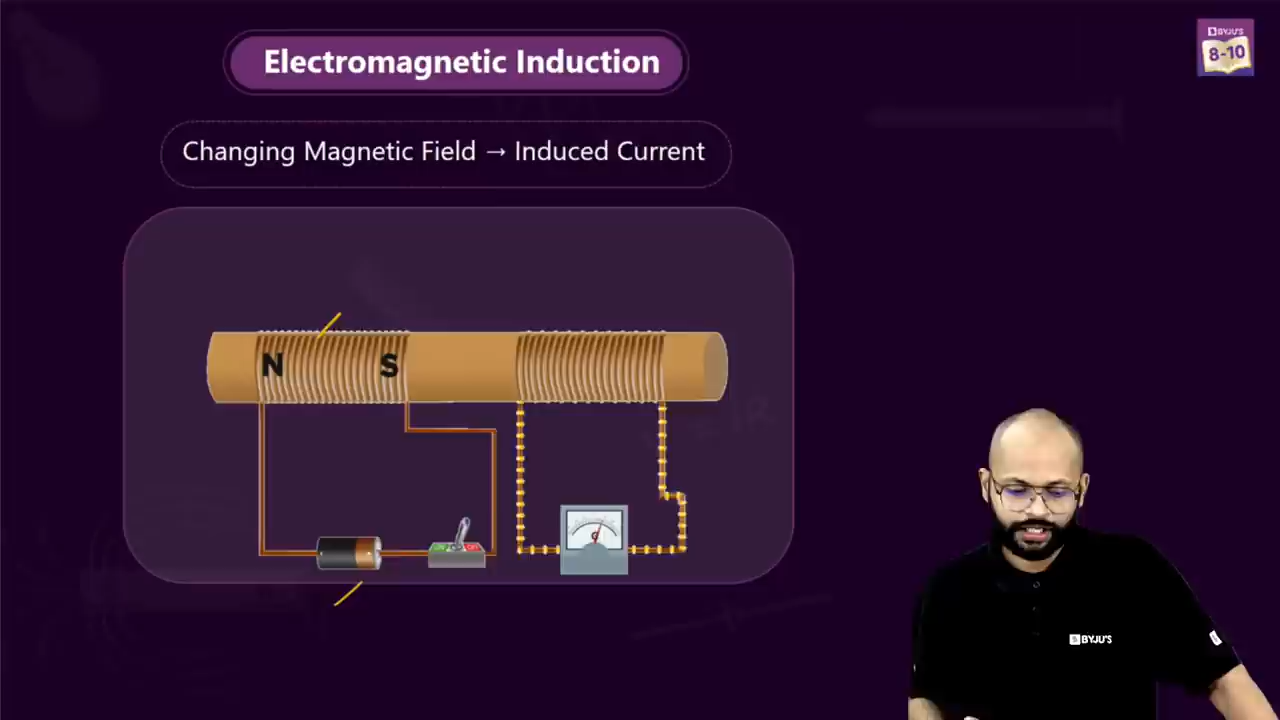 Electromagnetic Induction
BYJU'S
8-10
Changing Magnetic Field → Induced Current
N S
G
BYJU'S